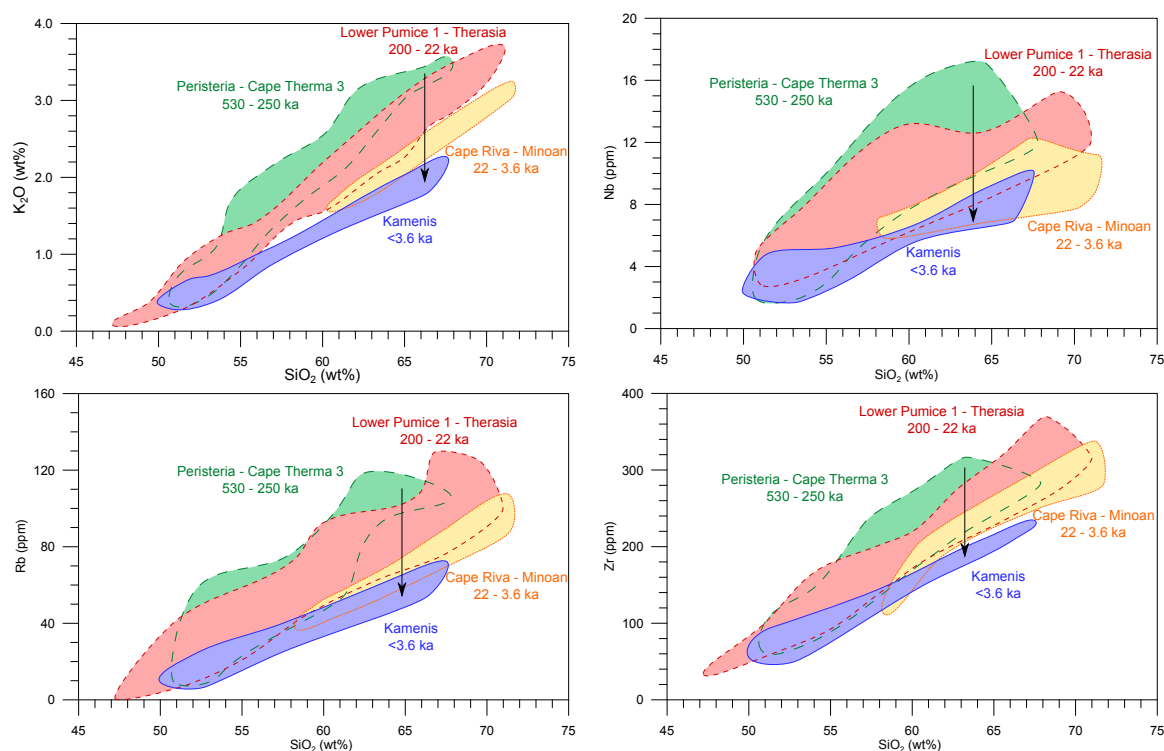 4.0
3.0
2.0
1.0
0.0
K₂O (wt%)
Lower Pumice 1 - Therasia
200 - 22 ka
Peristeria - Cape Therma 3
530 - 250 ka
Cape Riva - Minoan
22 - 3.6 ka
Kamenis
<3.6 ka
45 50 55 60 65 70 75
SiO₂ (wt%)
20
16
12
8
4
0
Nb (ppm)
Lower Pumice 1 - Therasia
200 - 22 ka
Peristeria - Cape Therma 3
530 - 250 ka
Kamenis
<3.6 ka
Cape Riva - Minoan
22 - 3.6 ka
45 50 55 60 65 70 75
SiO₂ (wt%)
160
120
80
40
0
Rb (ppm)
Lower Pumice 1 - Therasia
200 - 22 ka
Peristeria - Cape Therma 3
530 - 250 ka
Cape Riva - Minoan
22 - 3.6 ka
Kamenis
<3.6 ka
45 50 55 60 65 70 75
SiO₂ (wt%)
400
300
200
100
0
Zr (ppm)
Lower Pumice 1 - Therasia
200 - 22 ka
Peristeria - Cape Therma 3
530 - 250 ka
Cape Riva - Minoan
22 - 3.6 ka
Kamenis
<3.6 ka
45 50 55 60 65 70 75
SiO₂ (wt%)